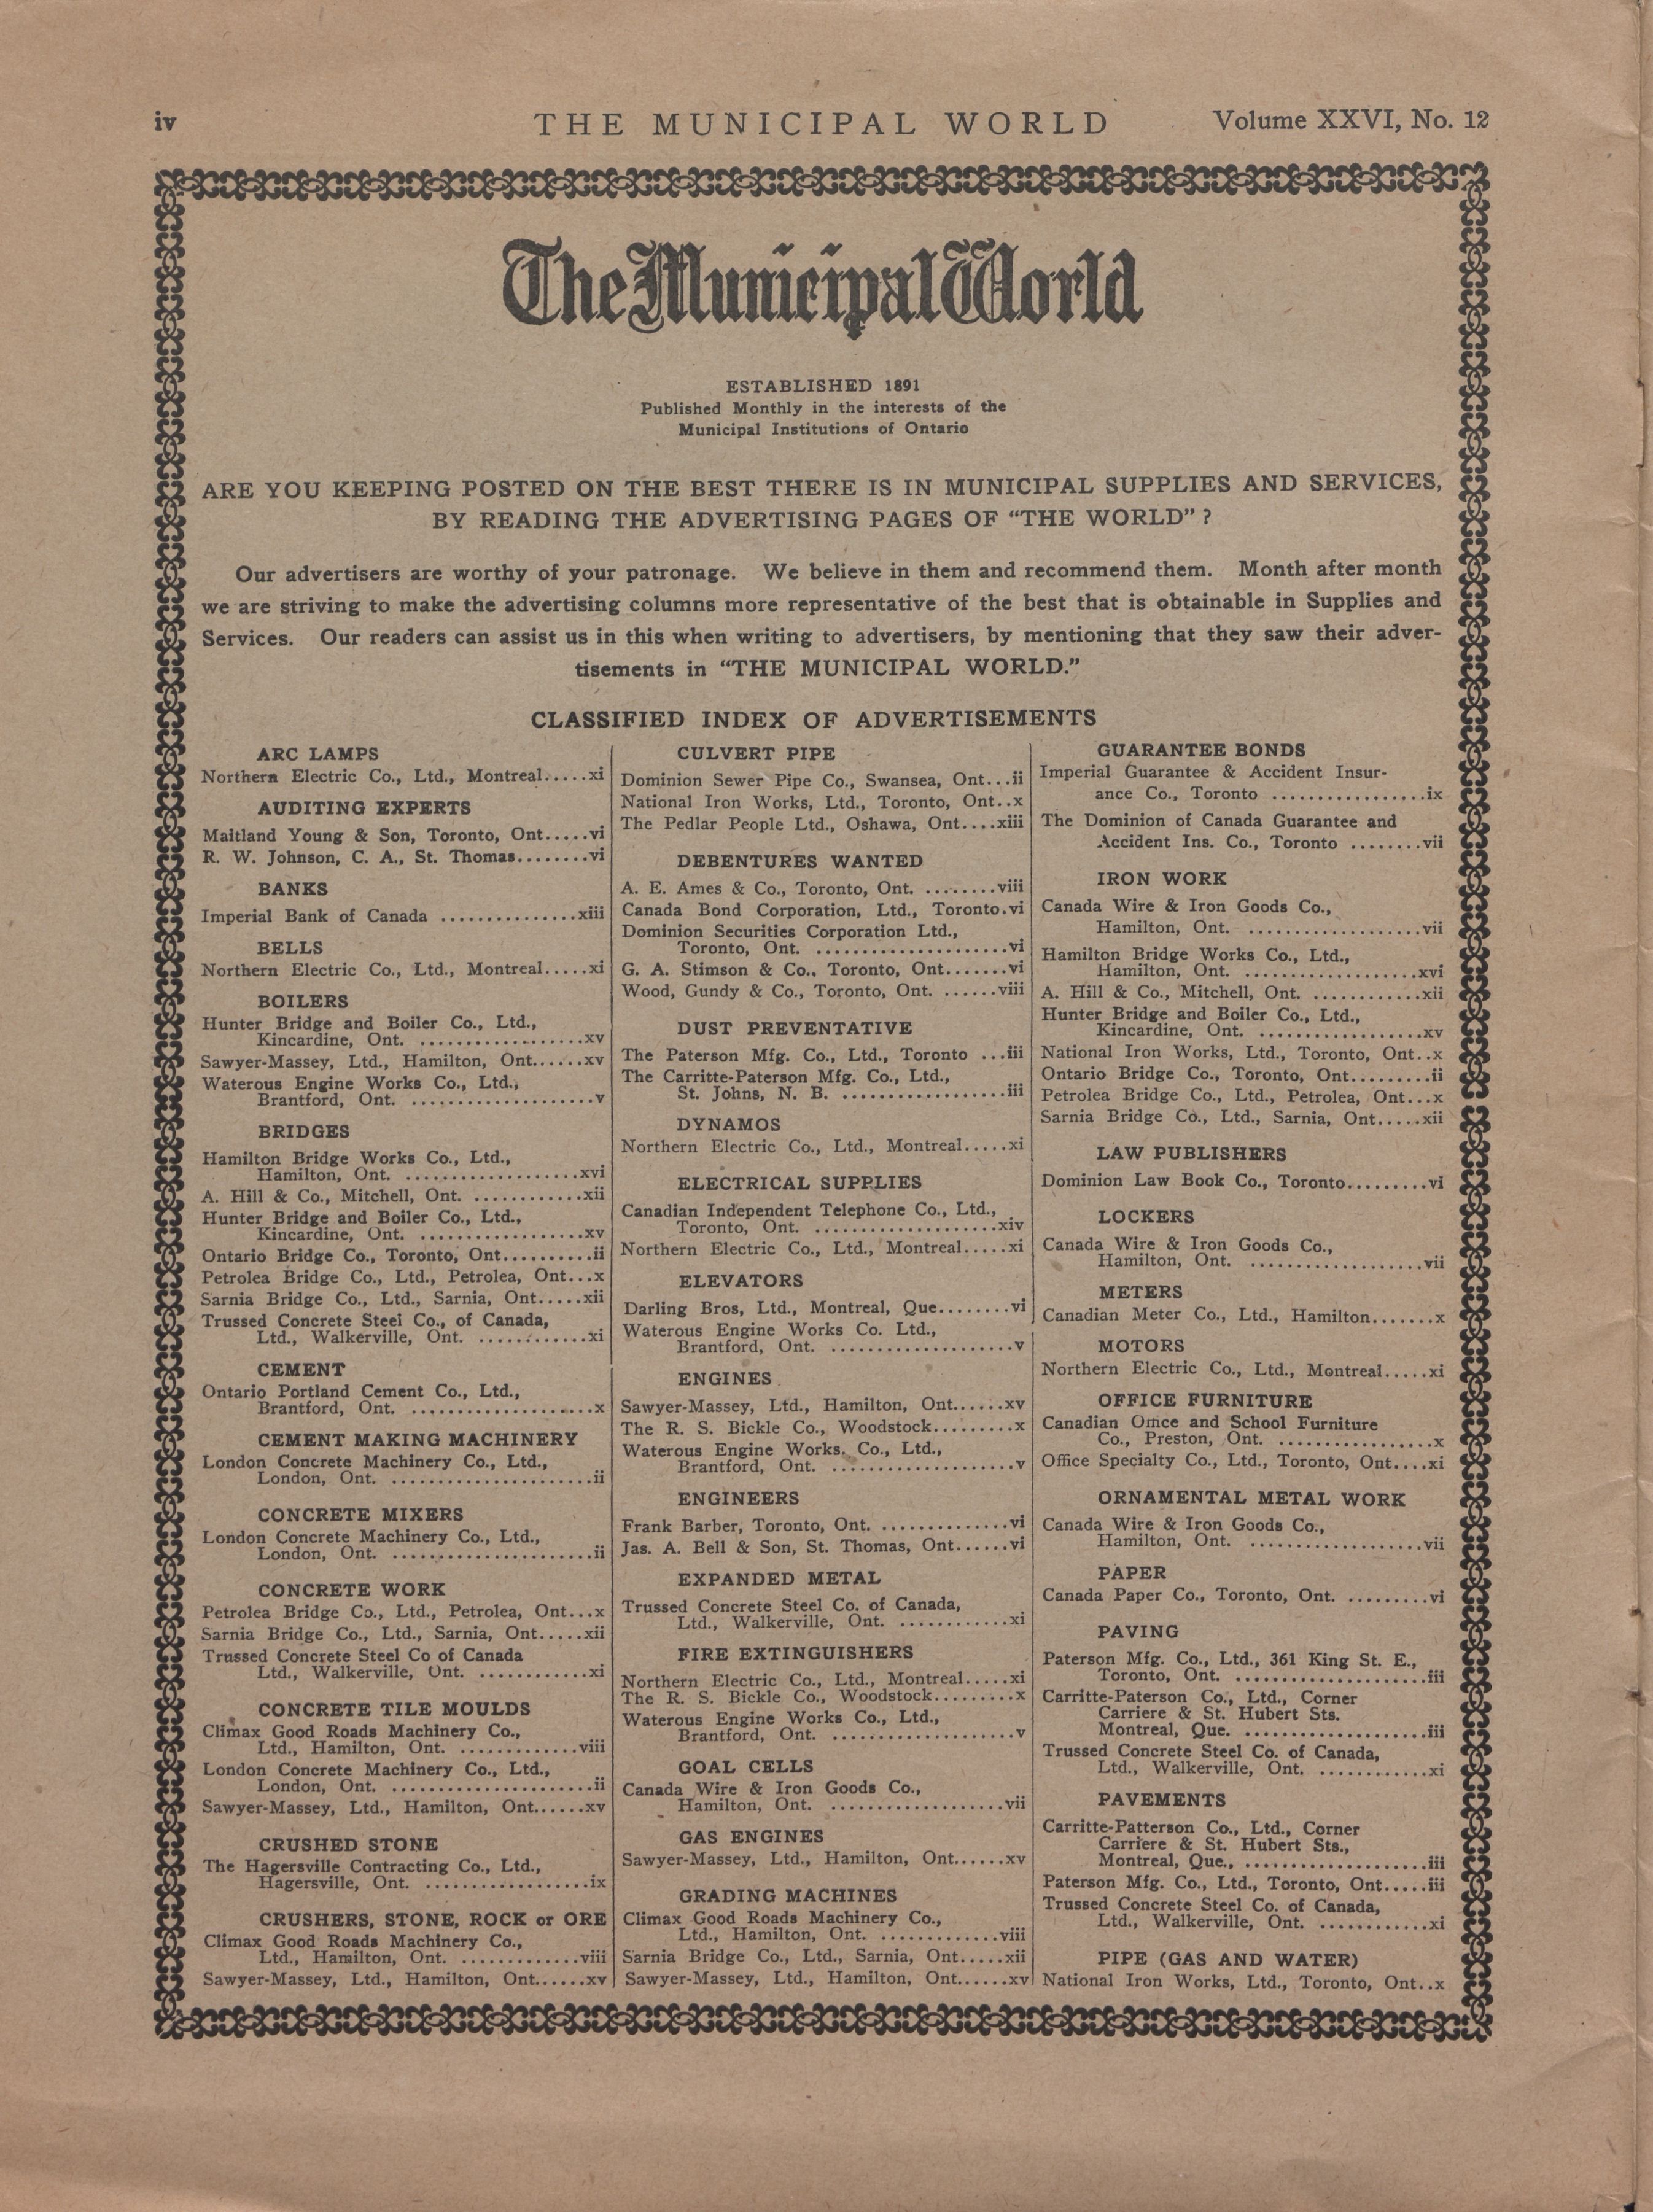 iv
THE MUNICIPAL WORLD
Volume XXVI, No. 12
The Municipal World
ESTABLISHED 1891
Published Monthly in the interests of the
Municipal Institutions of Ontario
ARE YOU KEEPING POSTED ON THE BEST THERE IS IN MUNICIPAL SUPPLIES AND SERVICES,
BY READING THE ADVERTISING PAGES OF “THE WORLD”?
Our advertisers are worthy of your patronage. We believe in them and recommend them. Month after month
we are striving to make the advertising columns more representative of the best that is obtainable in Supplies and
Services. Our readers can assist us in this when writing to advertisers, by mentioning that they saw their adver-
tisements in “THE MUNICIPAL WORLD.”
CLASSIFIED INDEX OF ADVERTISEMENTS
ARC LAMPS
Northern Electric Co., Ltd., Montreal.....xi
AUDITING EXPERTS
Maitland Young & Son, Toronto, Ont.....vi
R. W. Johnson, C. A., St. Thomas........vi
BANKS
Imperial Bank of Canada ...............xiii
BELLS
Northern Electric Co., Ltd., Montreal.....xi
BOILERS
Hunter Bridge and Boiler Co., Ltd.,
Kincardine, Ont. ..................xv
Sawyer-Massey, Ltd., Hamilton, Ont......xv
Waterous Engine Works Co., Ltd.,
Brantford, Ont. ....................v
BRIDGES
Hamilton Bridge Works Co., Ltd.,
Hamilton, Ont. ...................xvi
A. Hill & Co., Mitchell, Ont. ............xii
Hunter Bridge and Boiler Co., Ltd.,
Kincardine, Ont. ..................xv
Ontario Bridge Co., Toronto, Ont..........ii
Petrolea Bridge Co., Ltd., Petrolea, Ont...x
Sarnia Bridge Co., Ltd., Sarnia, Ont.....xii
Trussed Concrete Steel Co., of Canada,
Ltd., Walkerville, Ont. ............xi
CEMENT
Ontario Portland Cement Co., Ltd.,
Brantford, Ont. ....................x
CEMENT MAKING MACHINERY
London Concrete Machinery Co., Ltd.,
London, Ont. ......................ii
CONCRETE MIXERS
London Concrete Machinery Co., Ltd.,
London, Ont. ......................ii
CONCRETE WORK
Petrolea Bridge Co., Ltd., Petrolea, Ont...x
Sarnia Bridge Co., Ltd., Sarnia, Ont.....xii
Trussed Concrete Steel Co of Canada
Ltd., Walkerville, Ont. ............xi
CONCRETE TILE MOULDS
Climax Good Roads Machinery Co.,
Ltd., Hamilton, Ont. .............viii
London Concrete Machinery Co., Ltd.,
London, Ont. ......................ii
Sawyer-Massey, Ltd., Hamilton, Ont......xv
CRUSHED STONE
The Hagersville Contracting Co., Ltd.,
Hagersville, Ont. ..................ix
CRUSHERS, STONE, ROCK or ORE
Climax Good Roads Machinery Co.,
Ltd., Hamilton, Ont. .............viii
Sawyer-Massey, Ltd., Hamilton, Ont......xv
CULVERT PIPE
Dominion Sewer Pipe Co., Swansea, Ont...ii
National Iron Works, Ltd., Toronto, Ont..x
The Pedlar People Ltd., Oshawa, Ont....xiii
DEBENTURES WANTED
A. E. Ames & Co., Toronto, Ont. ........viii
Canada Bond Corporation, Ltd., Toronto.vi
Dominion Securities Corporation Ltd.,
Toronto, Ont. .....................vi
G. A. Stimson & Co., Toronto, Ont.......vi
Wood, Gundy & Co., Toronto, Ont. ......viii
DUST PREVENTATIVE
The Paterson Mfg. Co., Ltd., Toronto ...iii
The Carritte-Paterson Mfg. Co., Ltd.,
St. Johns, N. B. ..................iii
DYNAMOS
Northern Electric Co., Ltd., Montreal.....xi
ELECTRICAL SUPPLIES
Canadian Independent Telephone Co., Ltd.,
Toronto, Ont. ....................xiv
Northern Electric Co., Ltd., Montreal.....xi
ELEVATORS
Darling Bros, Ltd., Montreal, Que........vi
Waterous Engine Works Co. Ltd.,
Brantford, Ont. ....................v
ENGINES
Sawyer-Massey, Ltd., Hamilton, Ont......xv
The R. S. Bickle Co., Woodstock.........x
Waterous Engine Works. Co., Ltd.,
Brantford, Ont. ....................v
ENGINEERS
Frank Barber, Toronto, Ont. ..............vi
Jas. A. Bell & Son, St. Thomas, Ont......vi
EXPANDED METAL
Trussed Concrete Steel Co. of Canada,
Ltd., Walkerville, Ont. ............xi
FIRE EXTINGUISHERS
Northern Electric Co., Ltd., Montreal.....xi
The R. S. Bickle Co., Woodstock.........x
Waterous Engine Works Co., Ltd.,
Brantford, Ont. ....................v
GOAL CELLS
Canada Wire & Iron Goods Co.,
Hamilton, Ont. ...................vii
GAS ENGINES
Sawyer-Massey, Ltd., Hamilton, Ont......xv
GRADING MACHINES
Climax Good Roads Machinery Co.,
Ltd., Hamilton, Ont. .............viii
Sarnia Bridge Co., Ltd., Sarnia, Ont.....xii
Sawyer-Massey, Ltd., Hamilton, Ont......xv
GUARANTEE BONDS
Imperial Guarantee & Accident Insur-
ance Co., Toronto .................ix
The Dominion of Canada Guarantee and
Accident Ins. Co., Toronto ........vii
IRON WORK
Canada Wire & Iron Goods Co.,
Hamilton, Ont. ...................vii
Hamilton Bridge Works Co., Ltd.,
Hamilton, Ont. ...................xvi
A. Hill & Co., Mitchell, Ont. ............xii
Hunter Bridge and Boiler Co., Ltd.,
Kincardine, Ont. ..................xv
National Iron Works, Ltd., Toronto, Ont..x
Ontario Bridge Co., Toronto, Ont.........ii
Petrolea Bridge Co., Ltd., Petrolea, Ont...x
Sarnia Bridge Co., Ltd., Sarnia, Ont.....xii
LAW PUBLISHERS
Dominion Law Book Co., Toronto.........vi
LOCKERS
Canada Wire & Iron Goods Co.,
Hamilton, Ont. ...................vii
METERS
Canadian Meter Co., Ltd., Hamilton.......x
MOTORS
Northern Electric Co., Ltd., Montreal.....xi
OFFICE FURNITURE
Canadian Office and School Furniture
Co., Preston, Ont. .................x
Office Specialty Co., Ltd., Toronto, Ont....xi
ORNAMENTAL METAL WORK
Canada Wire & Iron Goods Co.,
Hamilton, Ont. ...................vii
PAPER
Canada Paper Co., Toronto, Ont. .........vi
PAVING
Paterson Mfg. Co., Ltd., 361 King St. E.,
Toronto, Ont. .....................iii
Carritte-Paterson Co., Ltd., Corner
Carriere & St. Hubert Sts.
Montreal, Que. ....................iii
Trussed Concrete Steel Co. of Canada,
Ltd., Walkerville, Ont. ............xi
PAVEMENTS
Carritte-Patterson Co., Ltd., Corner
Carriere & St. Hubert Sts.,
Montreal, Que., ....................iii
Paterson Mfg. Co., Ltd., Toronto, Ont.....iii
Trussed Concrete Steel Co. of Canada,
Ltd., Walkerville, Ont. ............xi
PIPE (GAS AND WATER)
National Iron Works, Ltd., Toronto, Ont..x